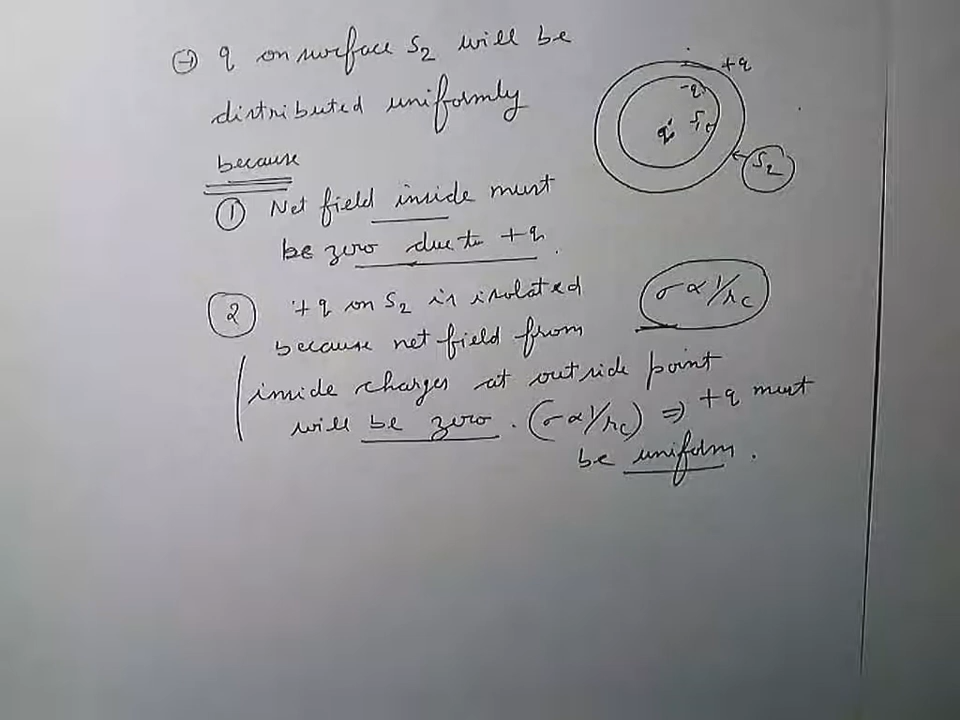 → q on surface S2 will be
distributed uniformly
because
① Net field inside must
be zero due to +q.
② +q on S2 is isolated
because net field from
inside charges at outside point
will be zero. (σ ∝ 1/rc) ⇒ +q must
be uniform.
+q
-q
S1
q
S2
σ ∝ 1/rc